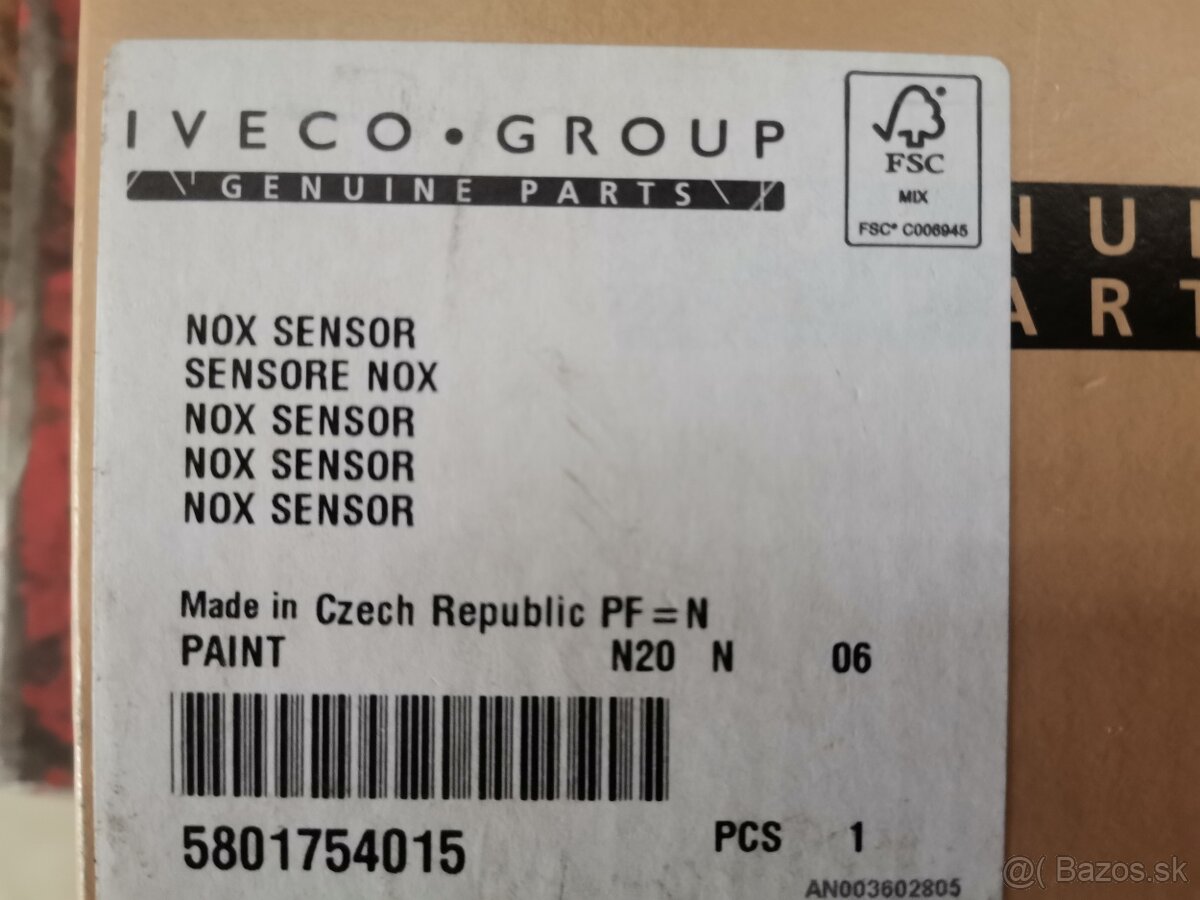 IVECO • GROUP
GENUINE PARTS
FSC
MIX
FSC® C006945
NOX SENSOR
SENSORE NOX
NOX SENSOR
NOX SENSOR
NOX SENSOR
Made in Czech Republic PF=N
PAINT N20 N 06
5801754015
PCS 1
AN003602805
NUI
ART
@( Bazos.sk